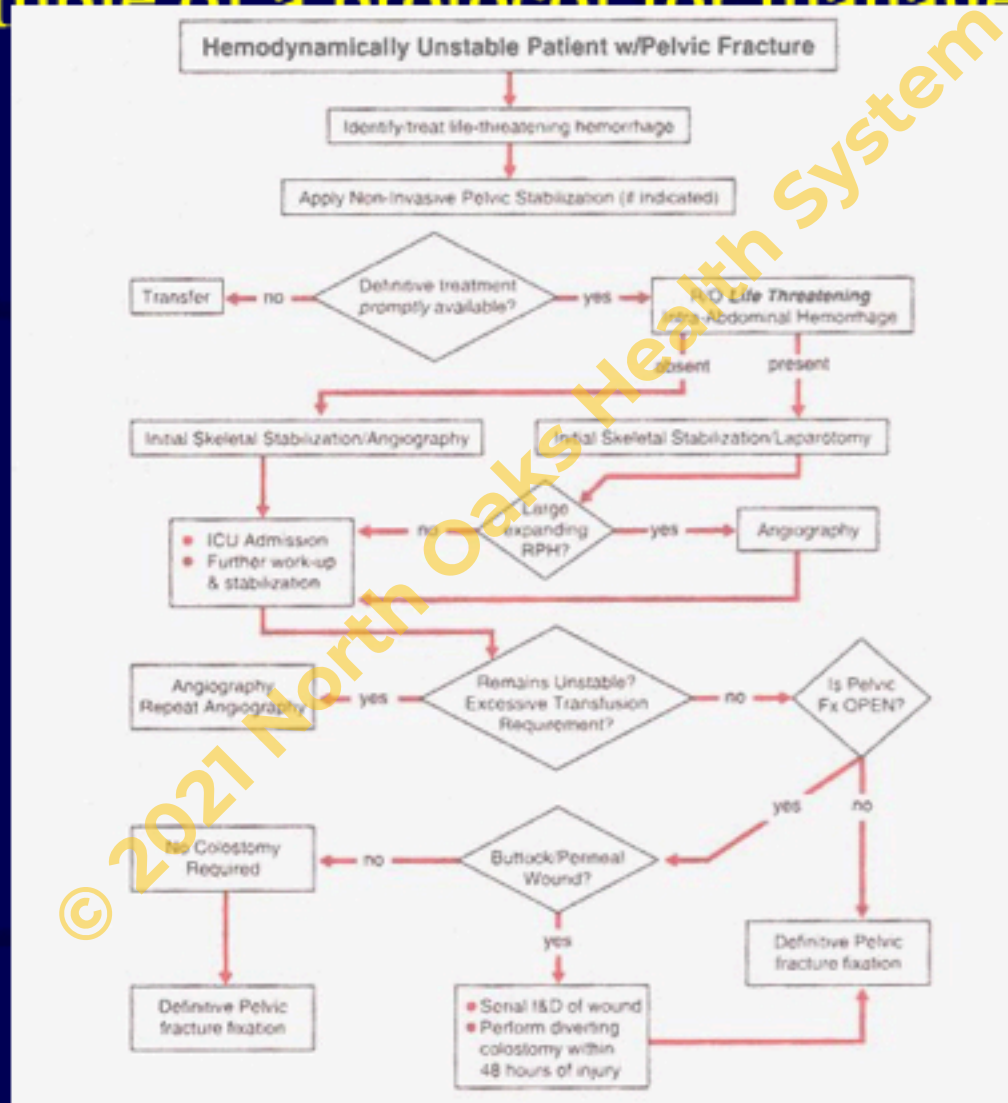 Hemodynamically Unstable Patient w/Pelvic Fracture
Identify/treat life-threatening hemorrhage
Apply Non-Invasive Pelvic Stabilization (if indicated)
Definitive treatment
promptly available?
no
Transfer
yes
R/O Life Threatening
Intra-Abdominal Hemorrhage
absent
present
Initial Skeletal Stabilization/Angiography
Initial Skeletal Stabilization/Laparotomy
Large
expanding
RPH?
no
yes
Angiography
ICU Admission
Further work-up
& stabilization
Remains Unstable?
Excessive Transfusion
Requirement?
yes
Angiography
Repeat Angiography
no
Is Pelvic
Fx OPEN?
yes
no
Buttock/Perineal
Wound?
no
No Colostomy
Required
Definitive Pelvic
fracture fixation
yes
Serial I&D of wound
Perform diverting
colostomy within
48 hours of injury
Definitive Pelvic
fracture fixation
© 2021 North Oaks Health System